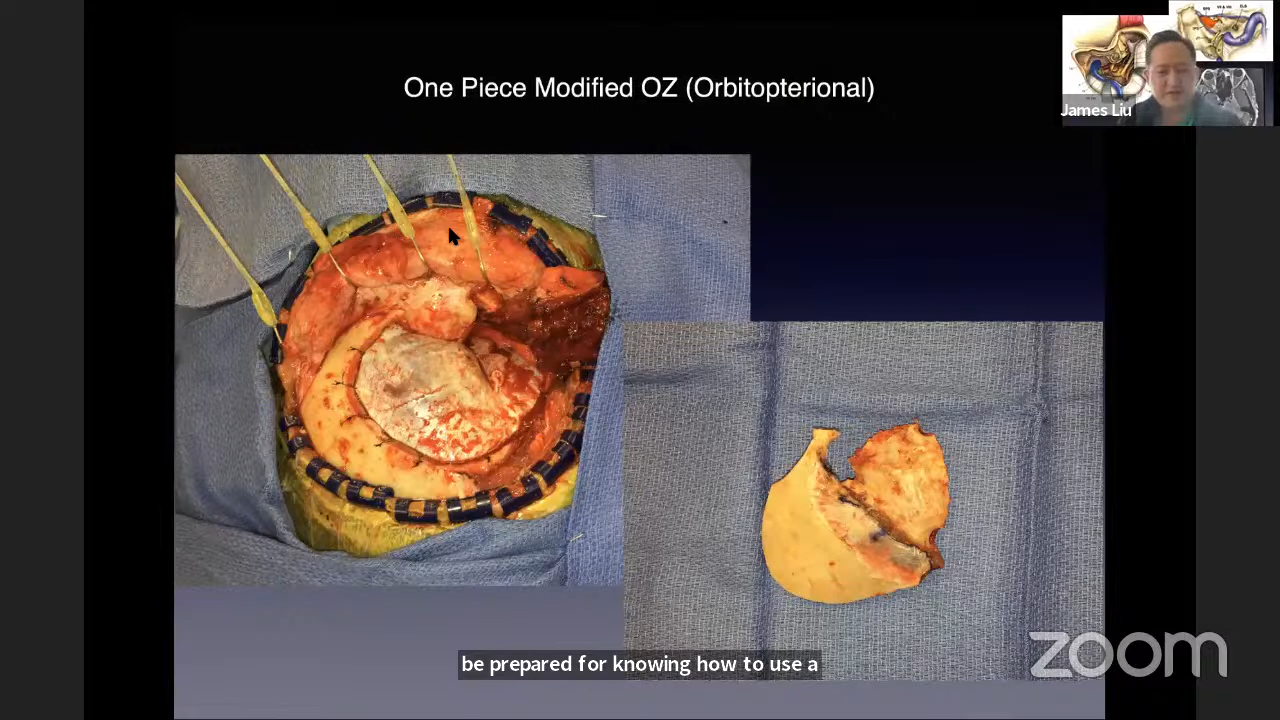 One Piece Modified OZ (Orbitopterional)
James Liu
be prepared for knowing how to use a
zoom